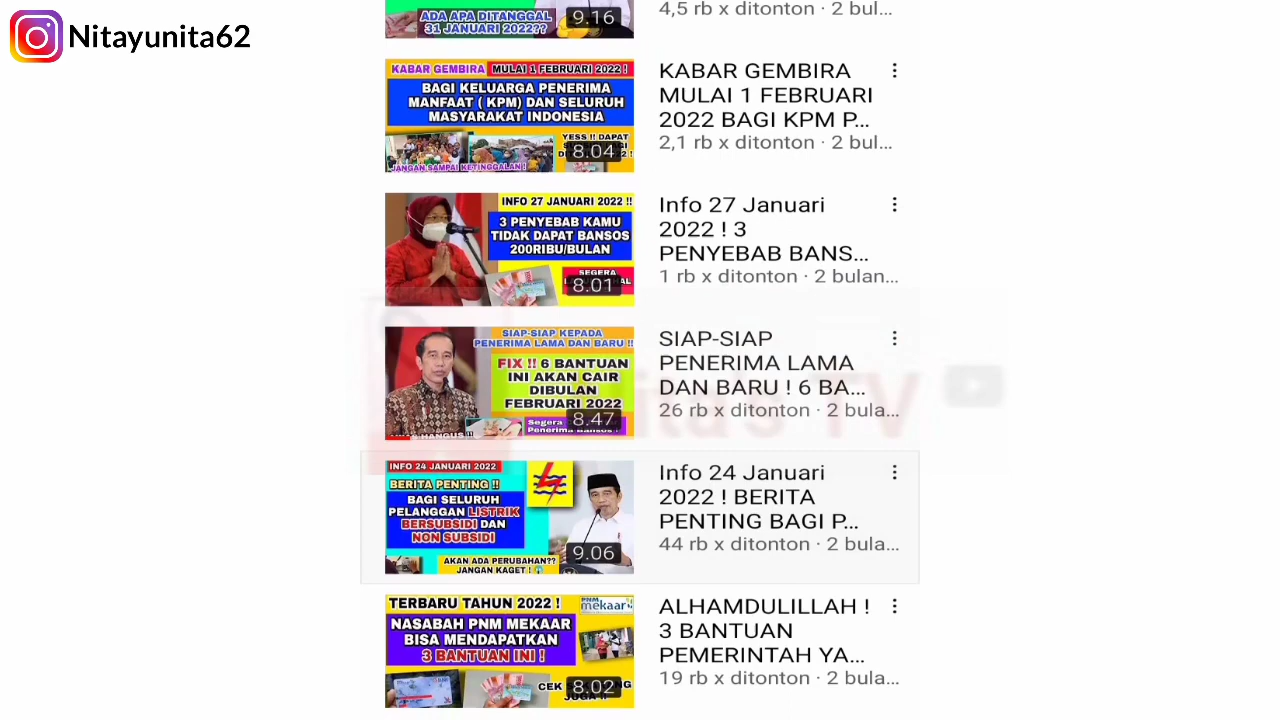 Nitayunita62
ADA APA DITANGGAL
31 JANUARI 2022??
9.16
4,5 rb x ditonton · 2 bul...
KABAR GEMBIRA MULAI 1 FEBRUARI 2022 !
BAGI KELUARGA PENERIMA
MANFAAT ( KPM) DAN SELURUH
MASYARAKAT INDONESIA
YESS !! DAPAT
8.04
JANGAN SAMPAI KETINGGALAN !
KABAR GEMBIRA
MULAI 1 FEBRUARI
2022 BAGI KPM P...
2,1 rb x ditonton · 2 bul...
INFO 27 JANUARI 2022 !!
3 PENYEBAB KAMU
TIDAK DAPAT BANSOS
200RIBU/BULAN
SEGERA
8.01
Info 27 Januari
2022 ! 3
PENYEBAB BANS...
1 rb x ditonton · 2 bulan...
SIAP-SIAP KEPADA
PENERIMA LAMA DAN BARU !!
FIX !! 6 BANTUAN
INI AKAN CAIR
DIBULAN
FEBRUARI 2022
8.47
Segera
Penerima Bansos !
SIAP-SIAP
PENERIMA LAMA
DAN BARU ! 6 BA...
26 rb x ditonton · 2 bula...
TV
INFO 24 JANUARI 2022
BERITA PENTING !!
BAGI SELURUH
PELANGGAN LISTRIK
BERSUBSIDI DAN
NON SUBSIDI
9.06
AKAN ADA PERUBAHAN??
JANGAN KAGET !
Info 24 Januari
2022 ! BERITA
PENTING BAGI P...
44 rb x ditonton · 2 bula...
TERBARU TAHUN 2022 !
PNM
mekaar
NASABAH PNM MEKAAR
BISA MENDAPATKAN
3 BANTUAN INI !
CEK
8.02
ALHAMDULILLAH !
3 BANTUAN
PEMERINTAH YA...
19 rb x ditonton · 2 bula...